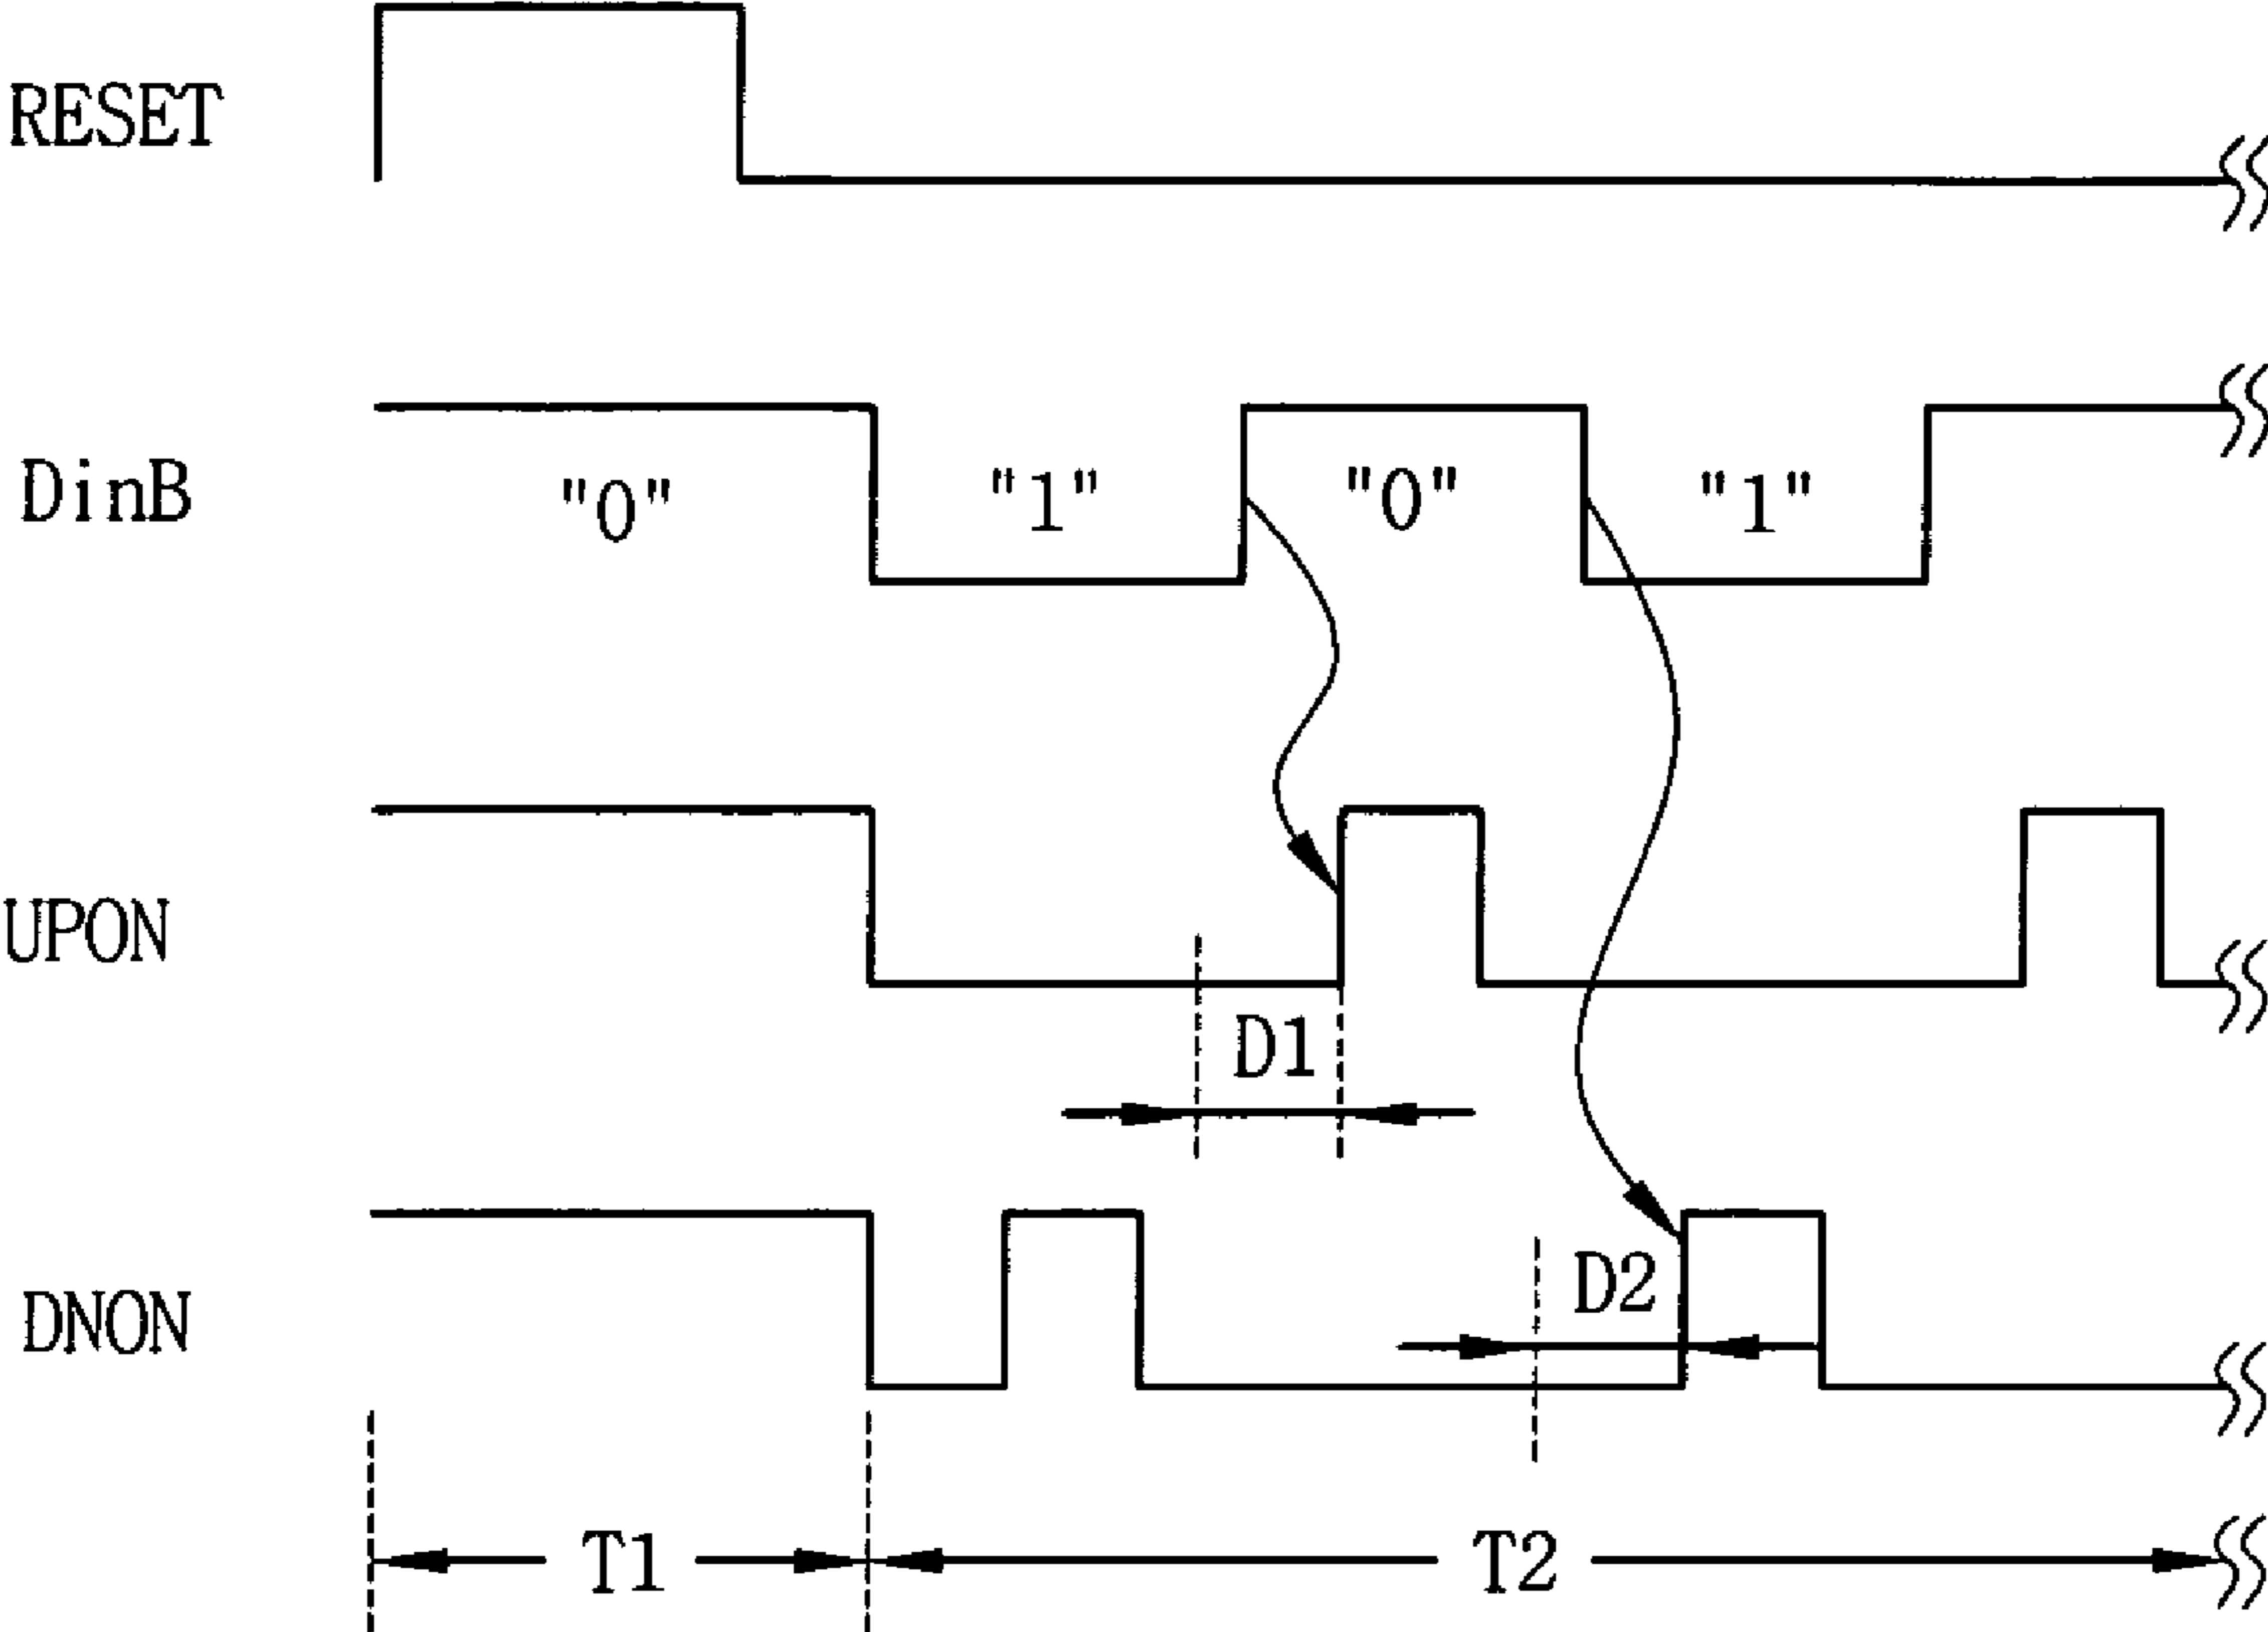 RESET
DinB
"0" "1" "0" "1"
UPON
D1
DNON
D2
T1 T2